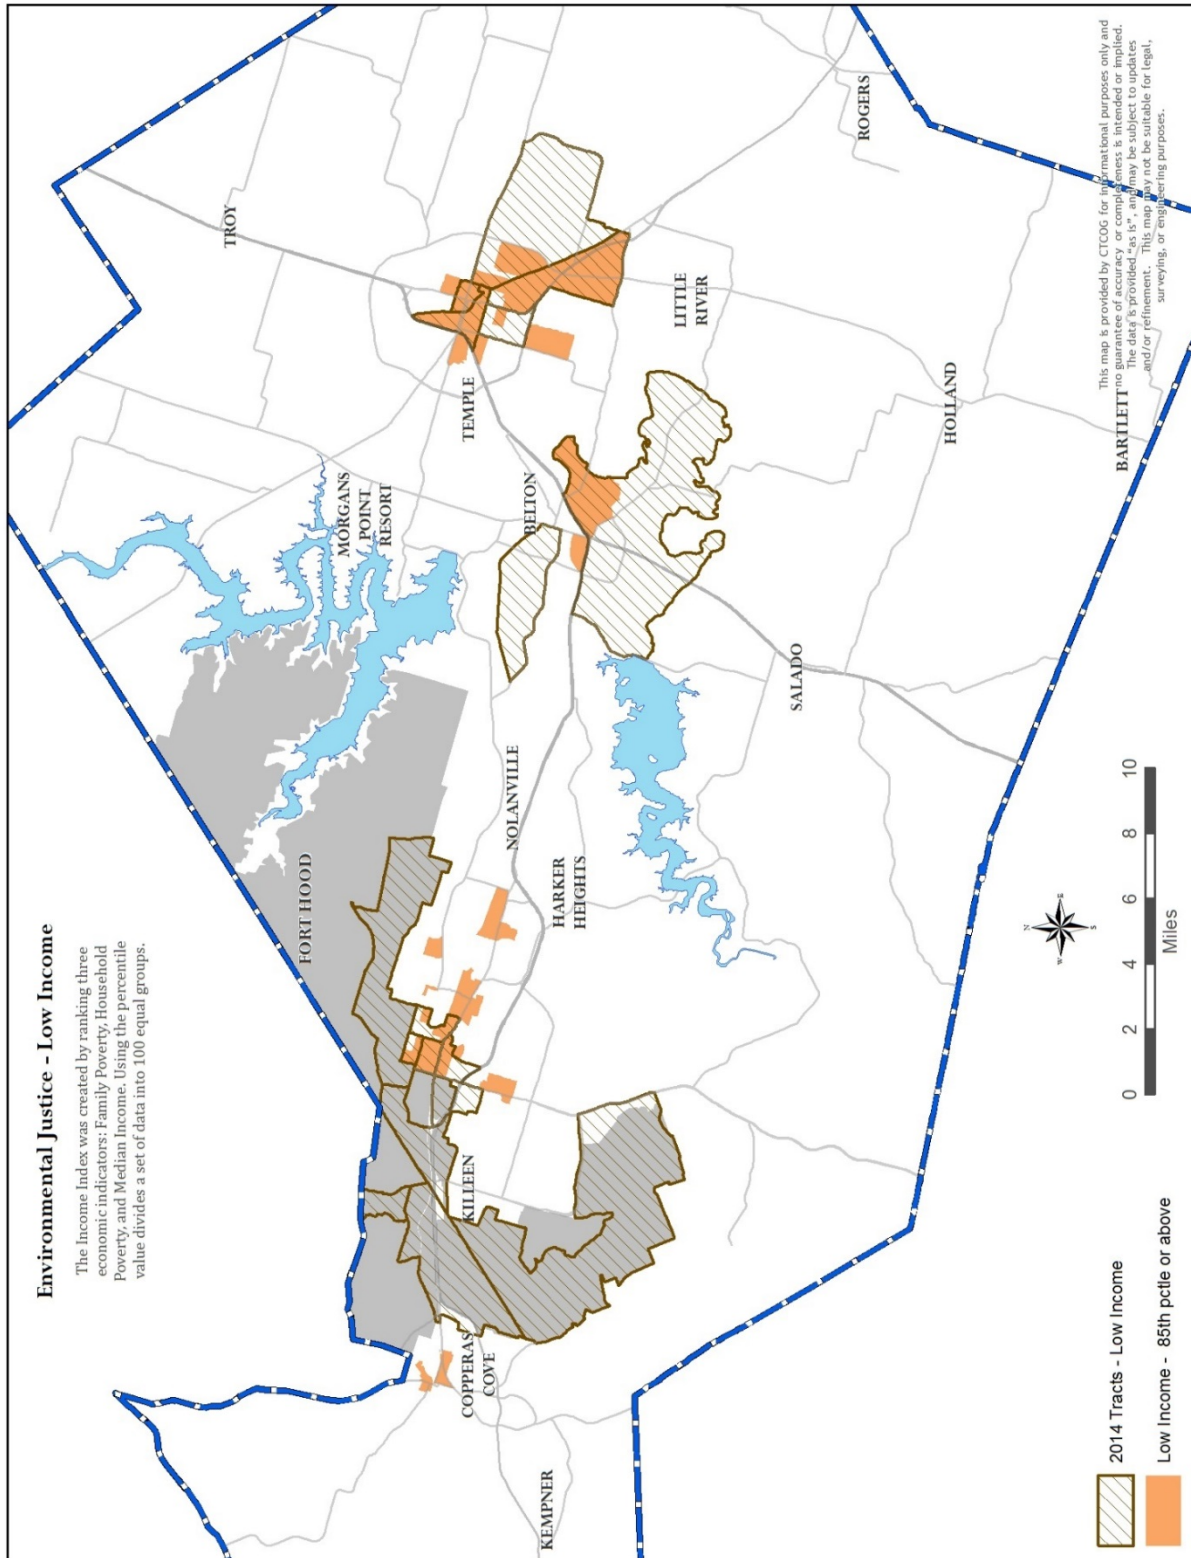 Environmental Justice - Low Income
The Income Index was created by ranking three
economic indicators: Family Poverty, Household
Poverty, and Median Income. Using the percentile
value divides a set of data into 100 equal groups.
FORT HOOD
MORGANS
POINT
RESORT
TROY
TEMPLE
BELTON
NOLANVILLE
KILLEEN
HARKER
HEIGHTS
COPPERAS
COVE
KEMPNER
LITTLE
RIVER
ROGERS
SALADO
HOLLAND
BARTLETT
N
W
E
S
2014 Tracts - Low Income
Low Income - 85th pctle or above
0
2
4
6
8
10
Miles
This map is provided by CTCOG for informational purposes only and
no guarantee of accuracy or completeness is intended or implied.
The data is provided "as is", and may be subject to updates
and/or refinement. This map may not be suitable for legal,
surveying, or engineering purposes.